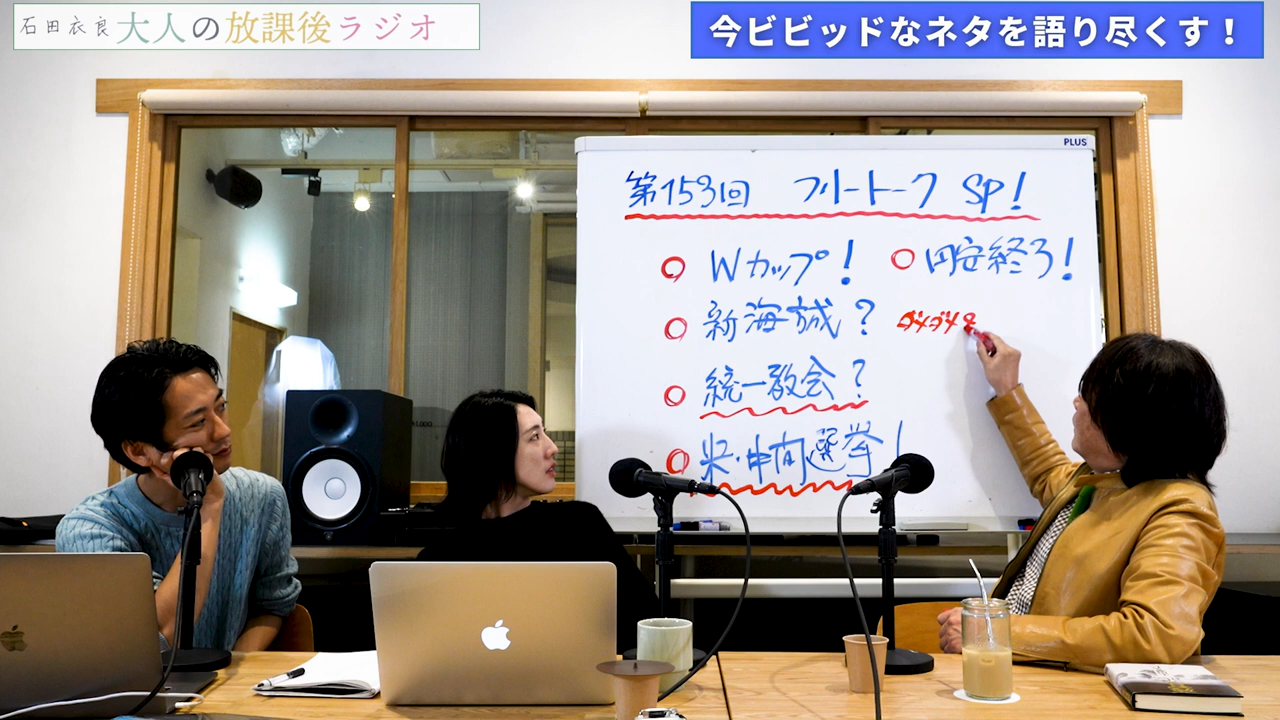 石田衣良 大人の放課後ラジオ
今ビビッドなネタを語り尽くす！
PLUS
第153回 フリートーク SP!
○ Wカップ!
○ 円安終ろ!
○ 新海誠?
○ 統一教会?
○ 米・中間選挙!